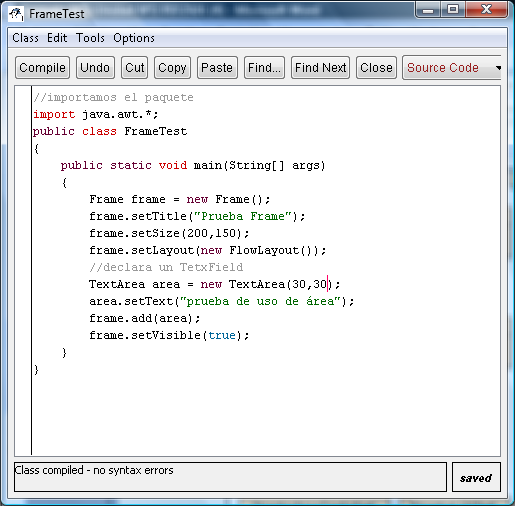 FrameTest
Class Edit Tools Options
Compile Undo Cut Copy Paste Find... Find Next Close Source Code
//importamos el paquete
import java.awt.*;
public class FrameTest
{
public static void main(String[] args)
{
Frame frame = new Frame();
frame.setTitle("Prueba Frame");
frame.setSize(200,150);
frame.setLayout(new FlowLayout());
//declara un TetxField
TextArea area = new TextArea(30,30);
area.setText("prueba de uso de área");
frame.add(area);
frame.setVisible(true);
}
}
Class compiled - no syntax errors
saved